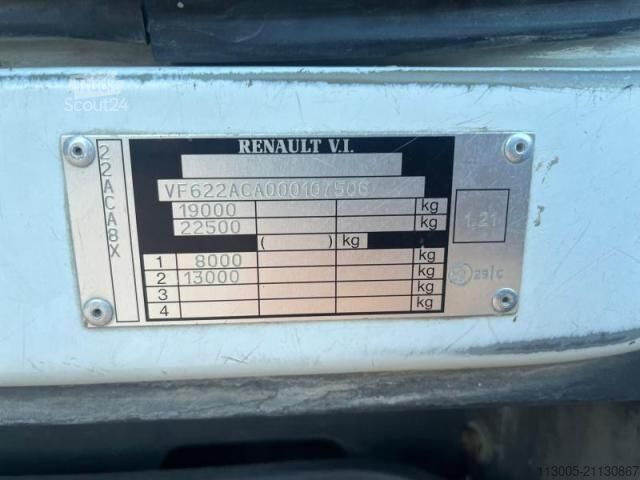 Scout24
RENAULT V.I.
22ACA8X
VF622ACA000107506
19000 kg
22500 kg
( ) kg
1 8000 kg
2 13000 kg
3 kg
4 kg
1.21
29/C
113005-21130867